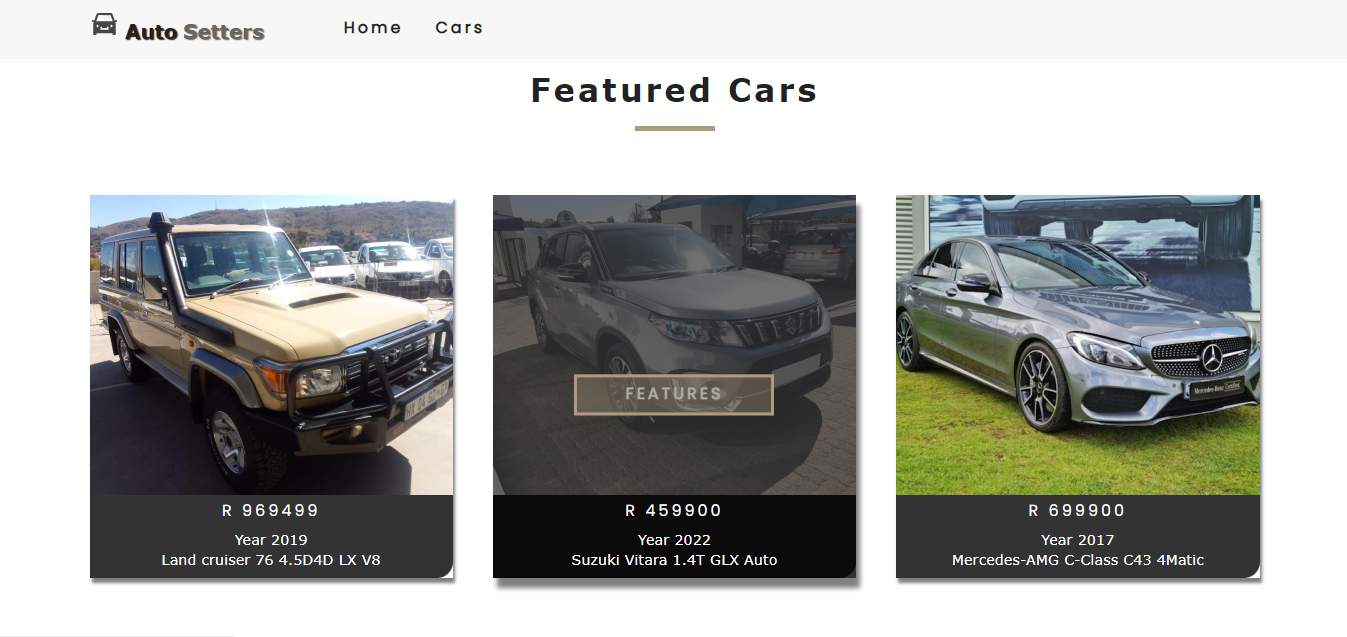 Auto Setters
Home
Cars
Featured Cars
FEATURES
R 969499
Year 2019
Land cruiser 76 4.5D4D LX V8
R 459900
Year 2022
Suzuki Vitara 1.4T GLX Auto
R 699900
Year 2017
Mercedes-AMG C-Class C43 4Matic